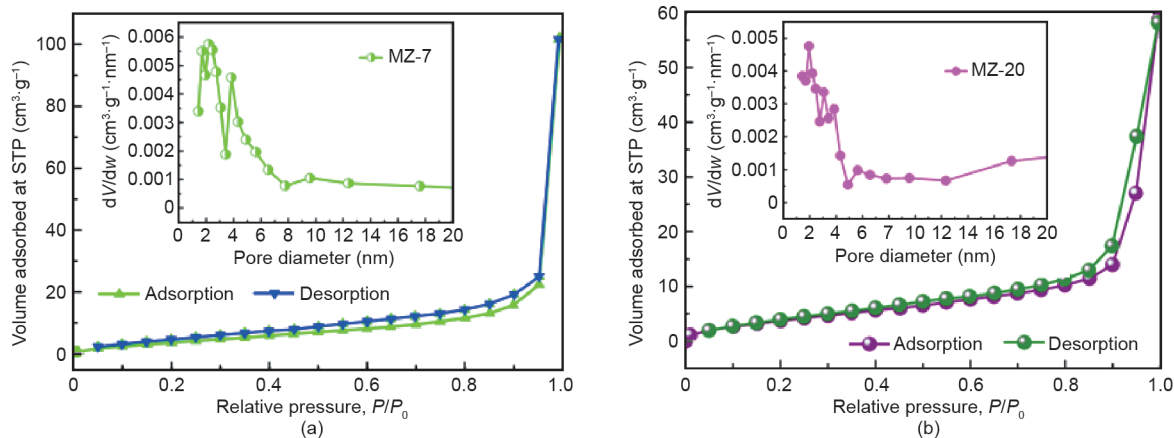 Volume adsorbed at STP (cm³·g⁻¹)
100
80
60
40
20
0
0
0.2
0.4
0.6
0.8
1.0
Relative pressure, P/P₀
(a)
Adsorption
Desorption
dV/dw (cm³·g⁻¹·nm⁻¹)
0.006
0.005
0.004
0.003
0.002
0.001
0
0 2 4 6 8 10 12 14 16 18 20
Pore diameter (nm)
MZ-7
Volume adsorbed at STP (cm³·g⁻¹)
60
50
40
30
20
10
0
0
0.2
0.4
0.6
0.8
1.0
Relative pressure, P/P₀
(b)
Adsorption
Desorption
dV/dw (cm³·g⁻¹·nm⁻¹)
0.005
0.004
0.003
0.002
0.001
0
0 2 4 6 8 10 12 14 16 18 20
Pore diameter (nm)
MZ-20